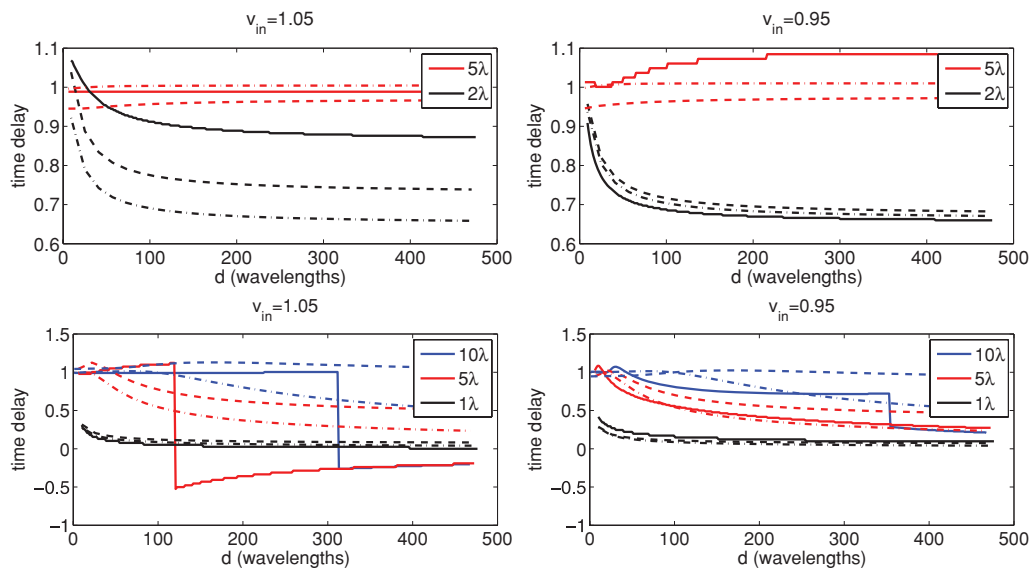 v_in=1.05
1.1
1
0.9
0.8
0.7
0.6
time delay
0 100 200 300 400 500
d (wavelengths)
5λ
2λ
v_in=0.95
1.1
1
0.9
0.8
0.7
0.6
time delay
0 100 200 300 400 500
d (wavelengths)
5λ
2λ
v_in=1.05
1.5
1
0.5
0
−0.5
−1
time delay
0 100 200 300 400 500
d (wavelengths)
10λ
5λ
1λ
v_in=0.95
1.5
1
0.5
0
−0.5
−1
time delay
0 100 200 300 400 500
d (wavelengths)
10λ
5λ
1λ